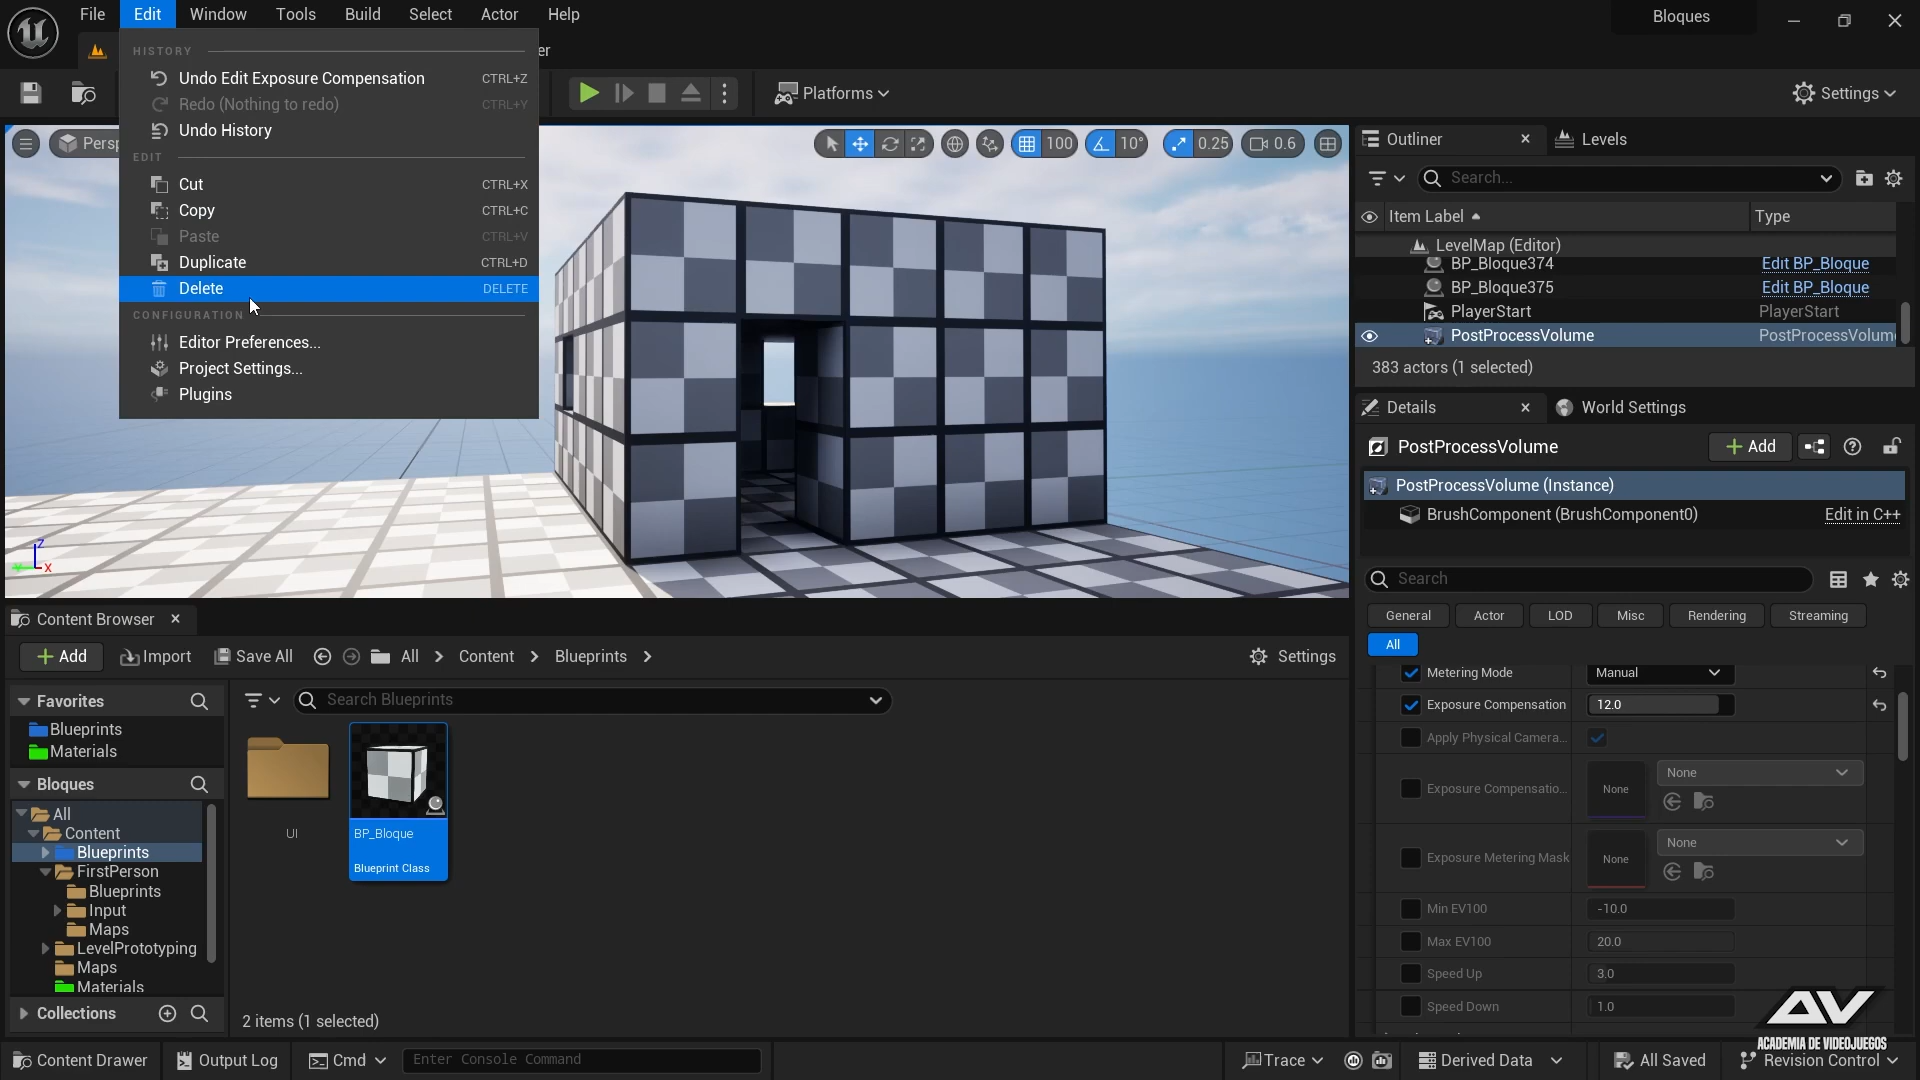 File Edit Window Tools Build Select Actor Help
Bloques
er
HISTORY
Undo Edit Exposure Compensation CTRL+Z
Redo (Nothing to redo) CTRL+Y
Undo History
EDIT
Cut CTRL+X
Copy CTRL+C
Paste CTRL+V
Duplicate CTRL+D
Delete DELETE
CONFIGURATION
Editor Preferences...
Project Settings...
Plugins
Platforms
Settings
Persp
100
10°
0.25
0.6
Z
Y
X
Outliner
Levels
Search...
Item Label Type
LevelMap (Editor)
BP_Bloque374 Edit BP_Bloque
BP_Bloque375 Edit BP_Bloque
PlayerStart PlayerStart
PostProcessVolume PostProcessVolum
383 actors (1 selected)
Details
World Settings
PostProcessVolume
Add
PostProcessVolume (Instance)
BrushComponent (BrushComponent0) Edit in C++
Search
General Actor LOD Misc Rendering Streaming
All
Metering Mode Manual
Exposure Compensation 12.0
Apply Physical Camera...
Exposure Compensatio... None None
Exposure Metering Mask None None
Min EV100 -10.0
Max EV100 20.0
Speed Up 3.0
Speed Down 1.0
Content Browser
Add Import Save All All Content Blueprints Settings
Favorites
Blueprints
Materials
Bloques
All
Content
Blueprints
FirstPerson
Blueprints
Input
Maps
LevelPrototyping
Maps
Materials
Collections
Search Blueprints
UI
BP_Bloque
Blueprint Class
2 items (1 selected)
AV
ACADEMIA DE VIDEOJUEGOS
Content Drawer Output Log Cmd Enter Console Command Trace Derived Data All Saved Revision Control